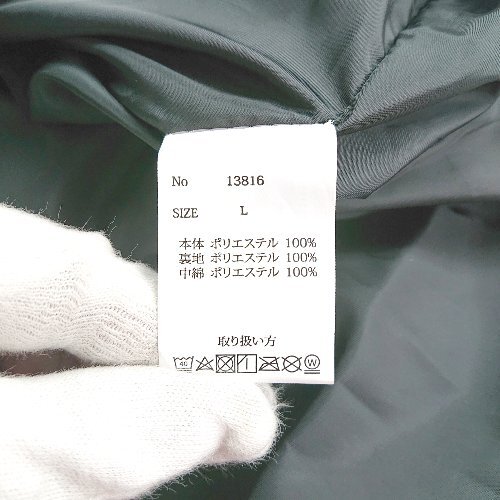 No 13816
SIZE L
本体 ポリエステル 100%
裏地 ポリエステル 100%
中綿 ポリエステル 100%
取り扱い方
40 W